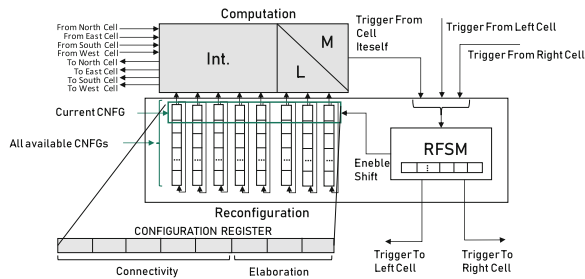 Computation
From North Cell
From East Cell
From South Cell
From West Cell
To North Cell
To East Cell
To South Cell
To West Cell
Int.
M
L
Trigger From
Cell
Iteself
Trigger From Left Cell
Trigger From Right Cell
Current CNFG
All available CNFGs
RFSM
Eneble
Shift
Reconfiguration
CONFIGURATION REGISTER
Connectivity
Elaboration
Trigger To
Left Cell
Trigger To
Right Cell